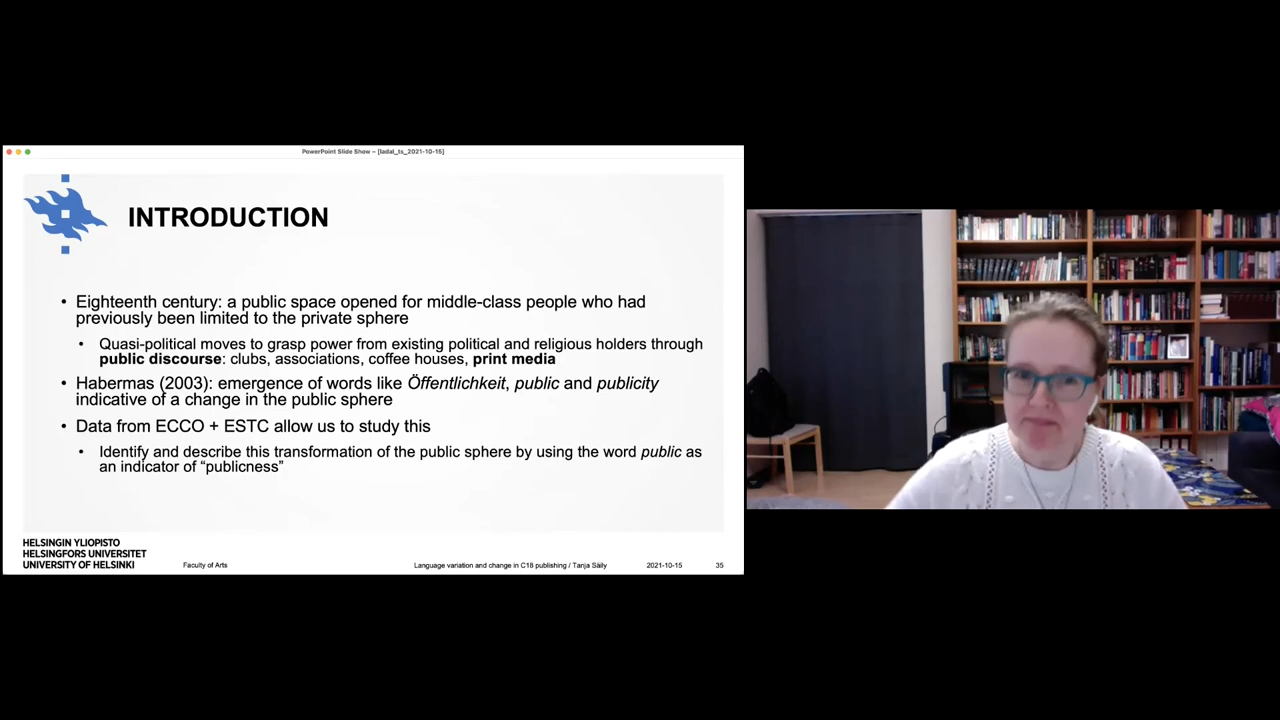 PowerPoint Slide Show – [ladal_ts_2021-10-15]
INTRODUCTION
• Eighteenth century: a public space opened for middle-class people who had
previously been limited to the private sphere
• Quasi-political moves to grasp power from existing political and religious holders through
public discourse: clubs, associations, coffee houses, print media
• Habermas (2003): emergence of words like Öffentlichkeit, public and publicity
indicative of a change in the public sphere
• Data from ECCO + ESTC allow us to study this
• Identify and describe this transformation of the public sphere by using the word public as
an indicator of “publicness”
HELSINGIN YLIOPISTO
HELSINGFORS UNIVERSITET
UNIVERSITY OF HELSINKI
Faculty of Arts
Language variation and change in C18 publishing / Tanja Säily
2021-10-15
35